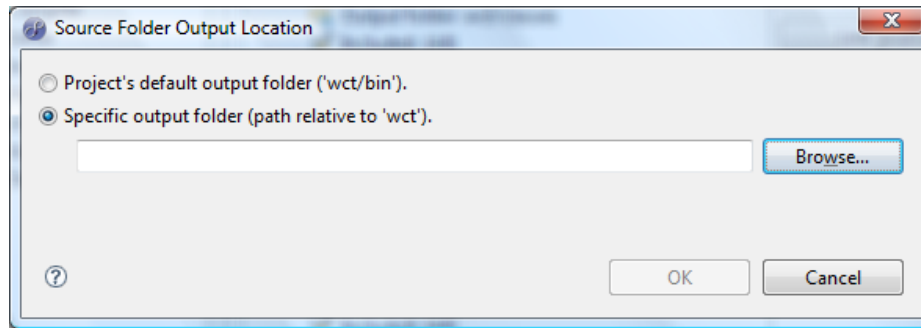 Source Folder Output Location
Project's default output folder ('wct/bin').
Specific output folder (path relative to 'wct').
Browse...
OK
Cancel